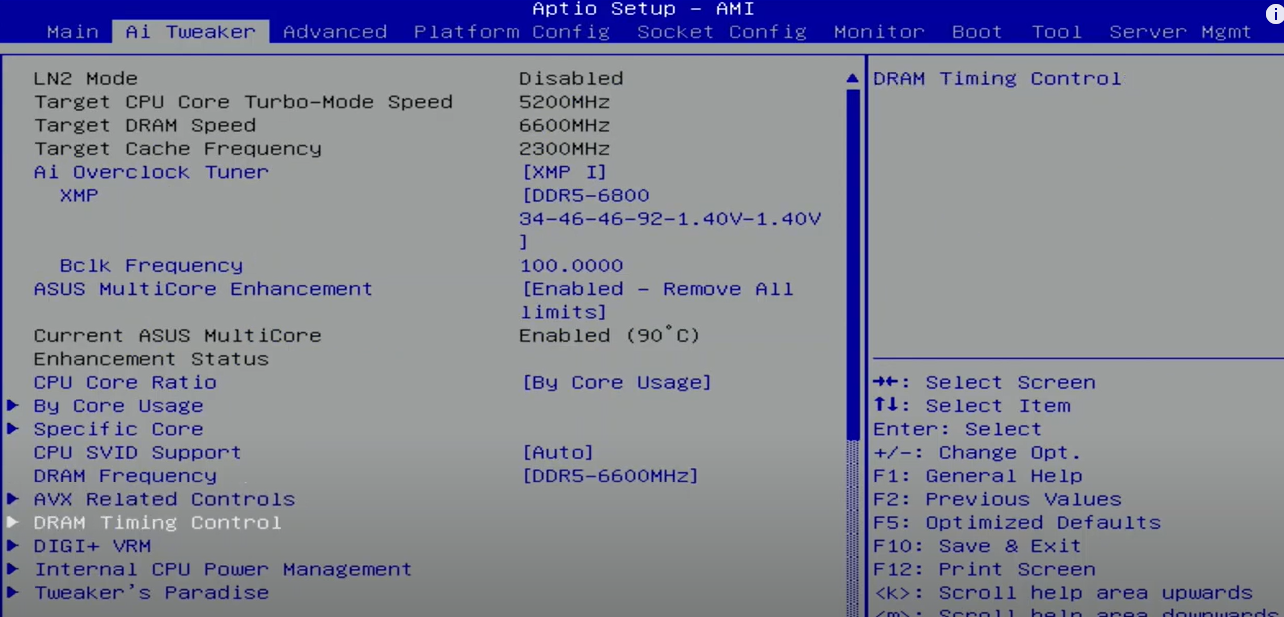 Aptio Setup - AMI
Main Ai Tweaker Advanced Platform Config Socket Config Monitor Boot Tool Server Mgmt
LN2 Mode Disabled
Target CPU Core Turbo-Mode Speed 5200MHz
Target DRAM Speed 6600MHz
Target Cache Frequency 2300MHz
Ai Overclock Tuner [XMP I]
XMP [DDR5-6800
34-46-46-92-1.40V-1.40V
]
Bclk Frequency 100.0000
ASUS MultiCore Enhancement [Enabled - Remove All
limits]
Current ASUS MultiCore Enabled (90°C)
Enhancement Status
CPU Core Ratio [By Core Usage]
By Core Usage
Specific Core
CPU SVID Support [Auto]
DRAM Frequency [DDR5-6600MHz]
AVX Related Controls
DRAM Timing Control
DIGI+ VRM
Internal CPU Power Management
Tweaker's Paradise
DRAM Timing Control
→←: Select Screen
↑↓: Select Item
Enter: Select
+/-: Change Opt.
F1: General Help
F2: Previous Values
F5: Optimized Defaults
F10: Save & Exit
F12: Print Screen
<k>: Scroll help area upwards
<m>: Scroll help area downwards